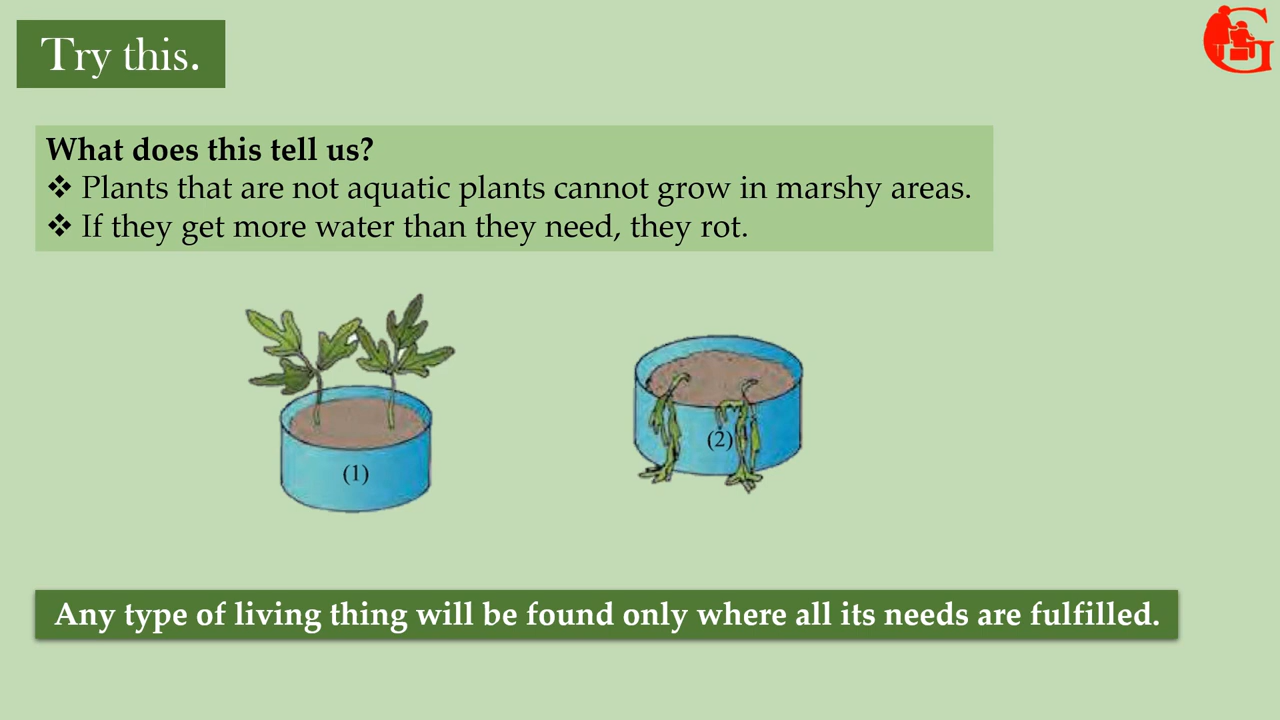 Try this.
What does this tell us?
❖ Plants that are not aquatic plants cannot grow in marshy areas.
❖ If they get more water than they need, they rot.
(1)
(2)
Any type of living thing will be found only where all its needs are fulfilled.
G